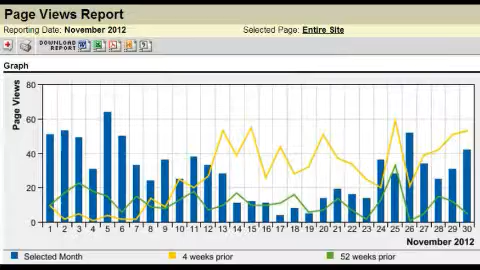 Page Views Report
Reporting Date: November 2012 Selected Page: Entire Site
DOWNLOAD REPORT
Graph
Page Views
80
60
40
20
0
1 2 3 4 5 6 7 8 9 10 11 12 13 14 15 16 17 18 19 20 21 22 23 24 25 26 27 28 29 30
November 2012
Selected Month 4 weeks prior 52 weeks prior